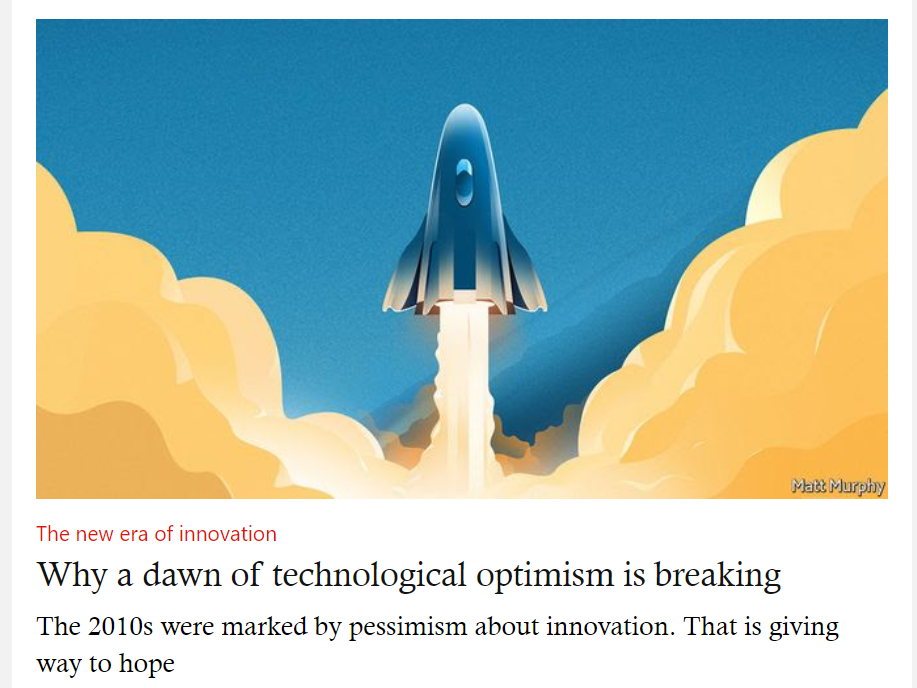 Matt Murphy
The new era of innovation
Why a dawn of technological optimism is breaking
The 2010s were marked by pessimism about innovation. That is giving
way to hope